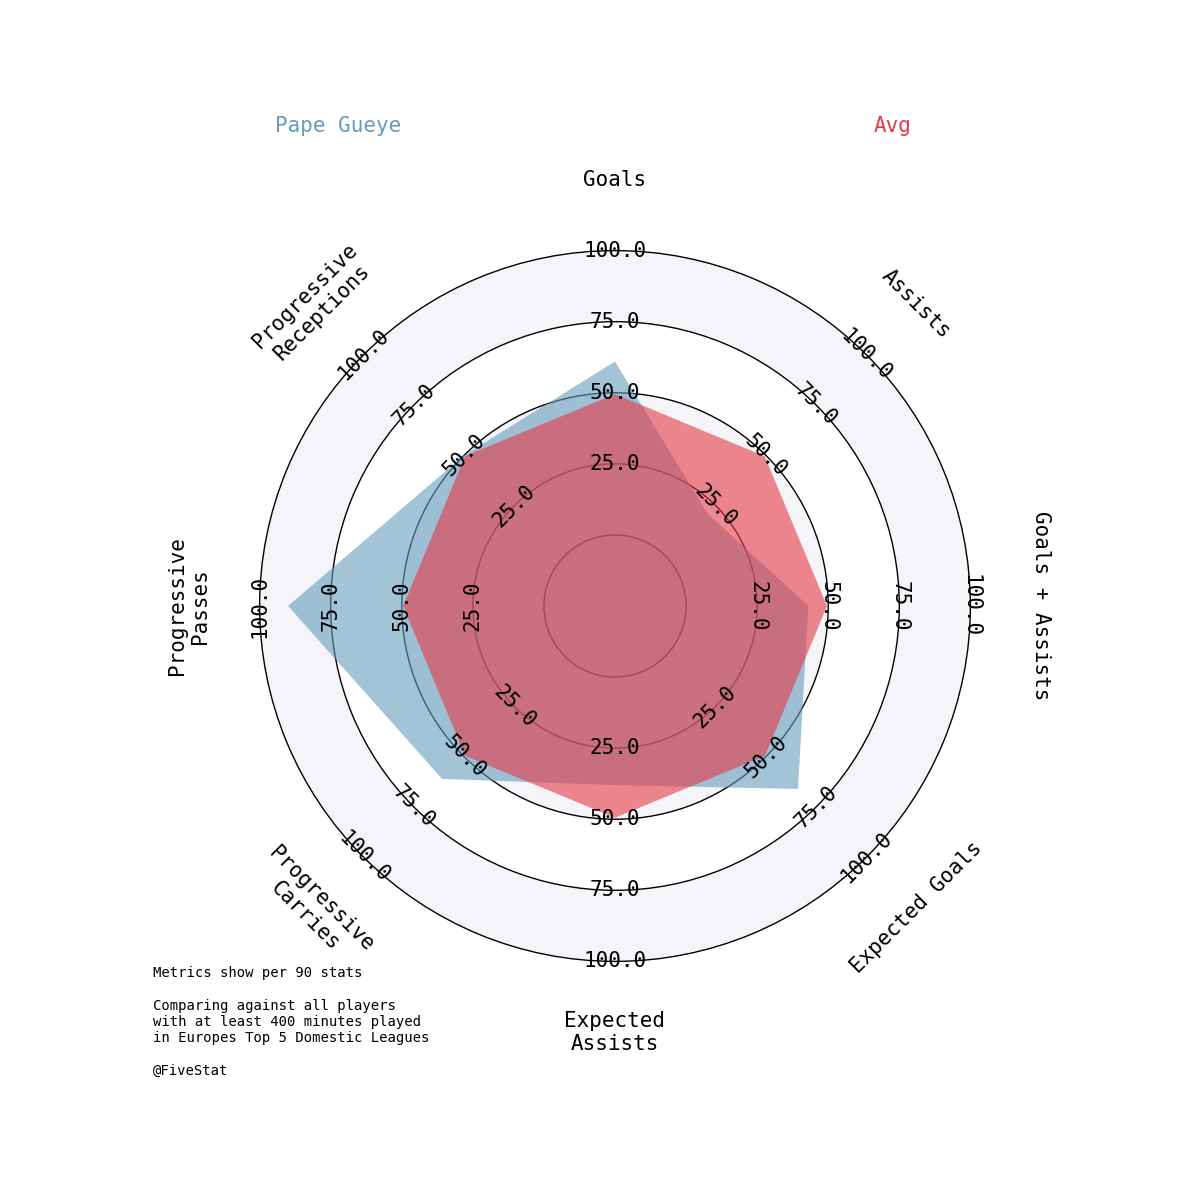 Pape Gueye
Avg
Goals
Assists
Goals + Assists
Expected Goals
Expected
Assists
Progressive
Carries
Progressive
Passes
Progressive
Receptions
100.0
75.0
50.0
25.0
100.0
75.0
50.0
25.0
100.0
75.0
50.0
25.0
100.0
75.0
50.0
25.0
100.0
75.0
50.0
25.0
100.0
75.0
50.0
25.0
100.0
75.0
50.0
25.0
100.0
75.0
50.0
25.0
Metrics show per 90 stats
Comparing against all players
with at least 400 minutes played
in Europes Top 5 Domestic Leagues
@FiveStat